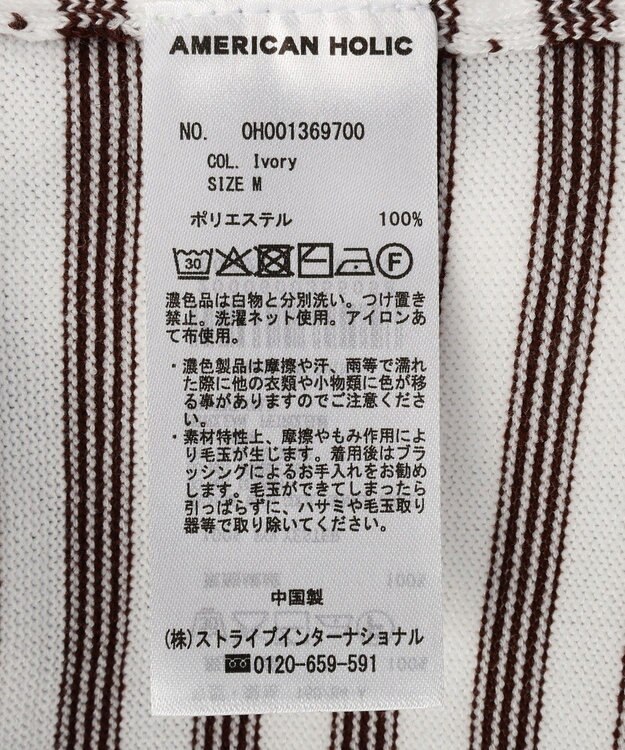 AMERICAN HOLIC
NO. 0H001369700
COL. Ivory
SIZE M
ポリエステル 100%
30 F
濃色品は白物と分別洗い。つけ置き
禁止。洗濯ネット使用。アイロンあ
て布使用。
・濃色製品は摩擦や汗、雨等で濡れ
た際に他の衣類や小物類に色が移
る事がありますのでご注意くださ
い。
・素材特性上、摩擦やもみ作用によ
り毛玉が生じます。着用後はブラ
ッシングによるお手入れをお勧め
します。毛玉ができてしまったら
引っぱらずに、ハサミや毛玉取り
器等で取り除いてください。
中国製
(株)ストライプインターナショナル
0120-659-591